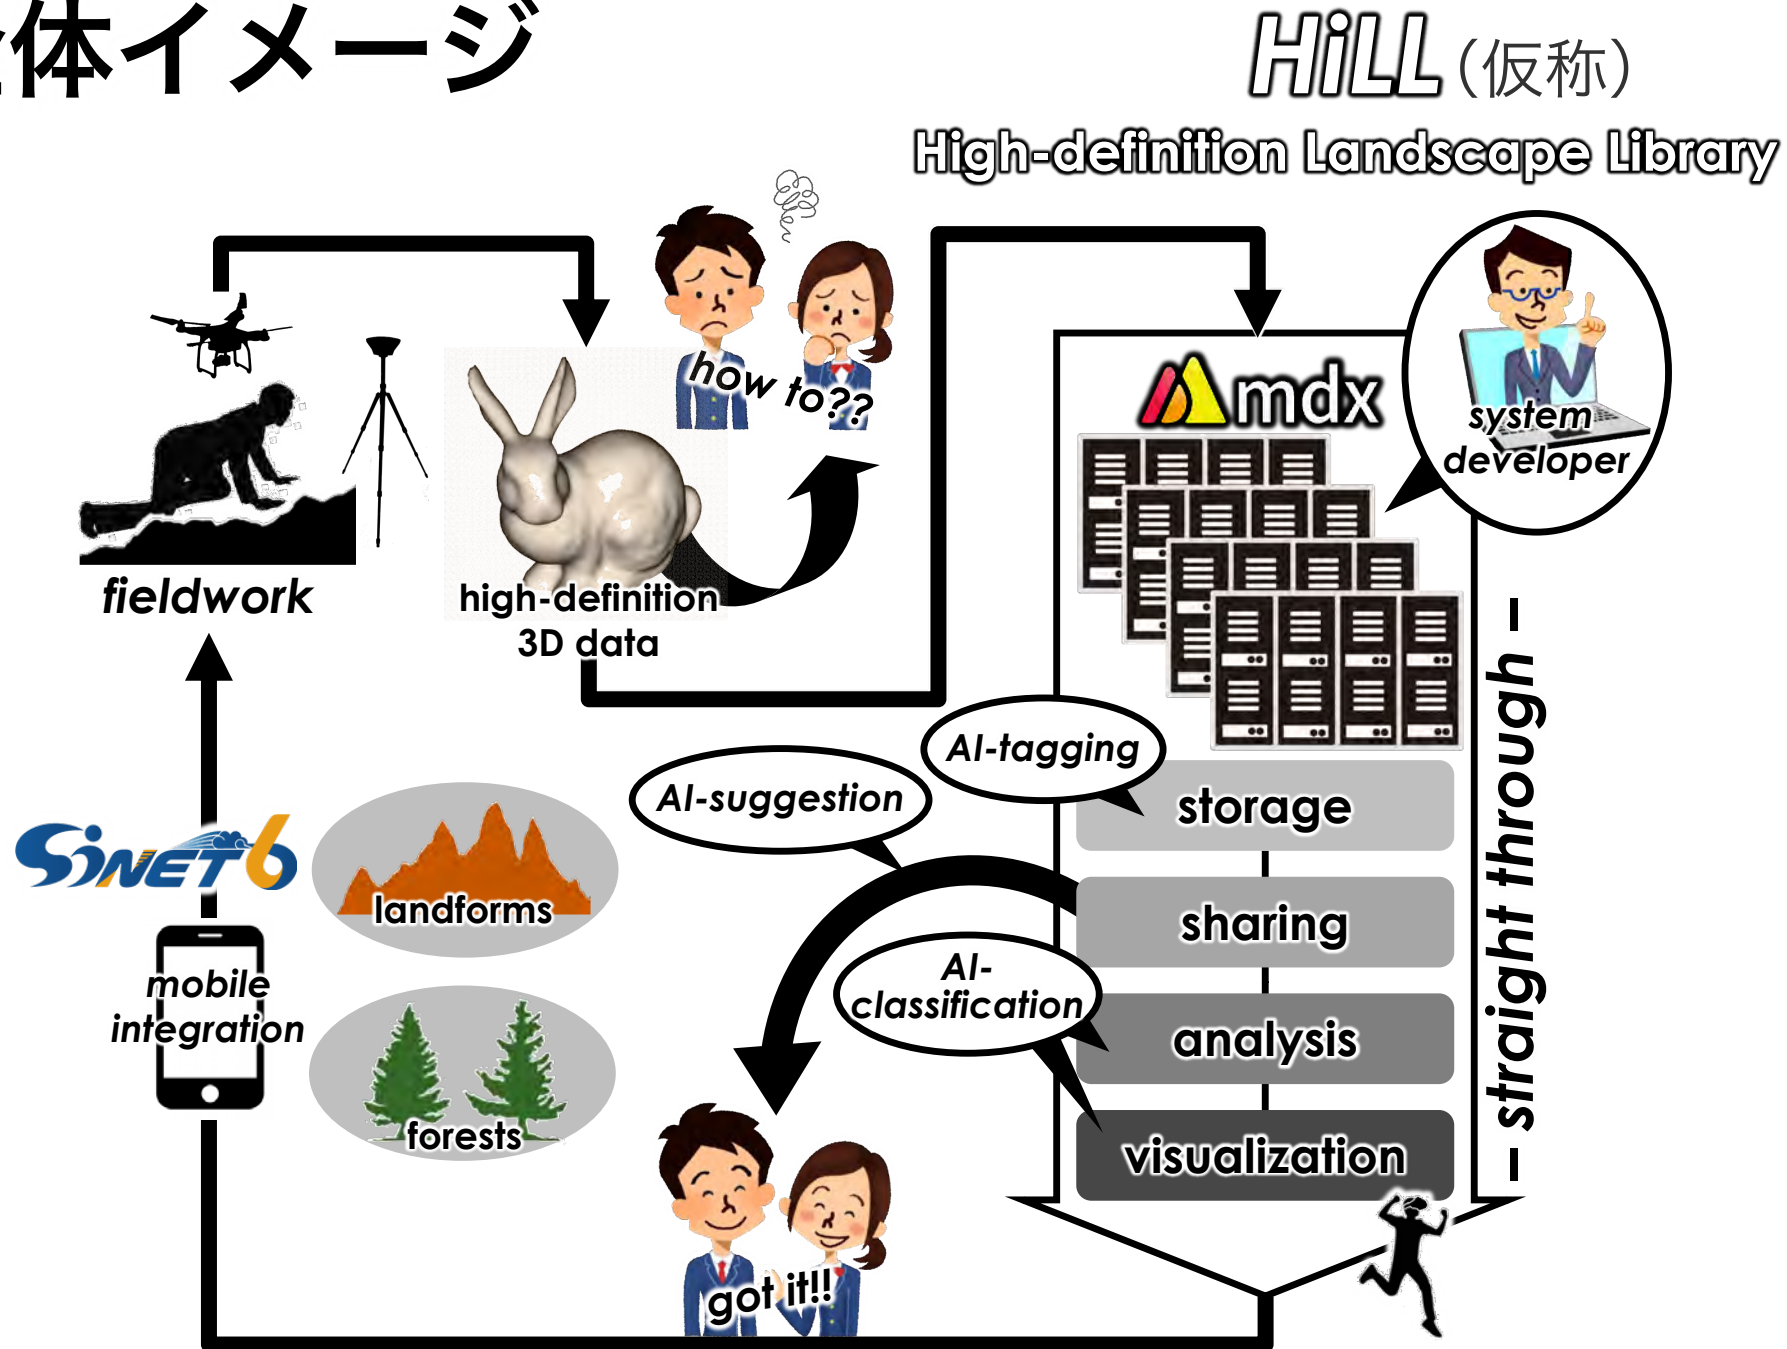 体イメージ
HiLL（仮称）
High-definition Landscape Library
how to??
fieldwork
high-definition
3D data
mdx
system
developer
AI-tagging
AI-suggestion
storage
sharing
AI-
classification
analysis
visualization
– straight through –
SiNET6
landforms
mobile
integration
forests
got it!!